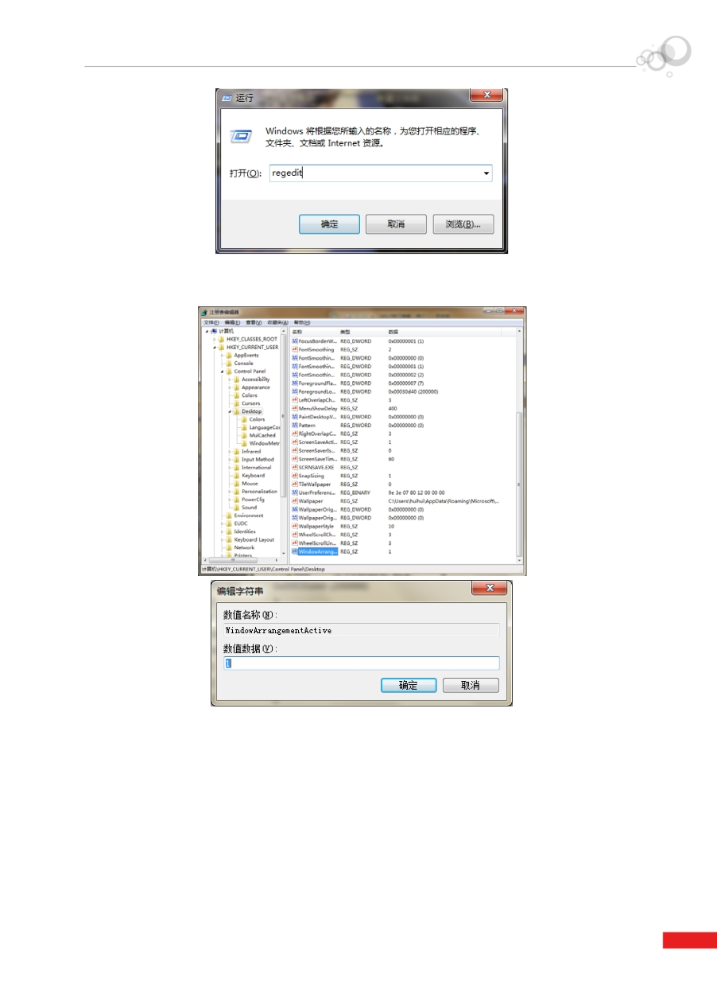 运行
Windows 将根据您所输入的名称，为您打开相应的程序、
文件夹、文档或 Internet 资源。
打开(O): regedit
确定 取消 浏览(B)...
注册表编辑器
文件(F) 编辑(E) 查看(V) 收藏夹(A) 帮助(H)
计算机
HKEY_CLASSES_ROOT
HKEY_CURRENT_USER
AppEvents
Console
Control Panel
Accessibility
Appearance
Colors
Cursors
Desktop
Colors
LanguageCor
MuiCached
WindowMetr
Infrared
Input Method
International
Keyboard
Mouse
Personalization
PowerCfg
Sound
Environment
EUDC
Identities
Keyboard Layout
Network
Printers
名称 类型 数据
FocusBorderW... REG_DWORD 0x00000001 (1)
FontSmoothing REG_SZ 2
FontSmoothin... REG_DWORD 0x00000000 (0)
FontSmoothin... REG_DWORD 0x00000001 (1)
FontSmoothin... REG_DWORD 0x00000002 (2)
ForegroundFla... REG_DWORD 0x00000007 (7)
ForegroundLo... REG_DWORD 0x00030d40 (200000)
LeftOverlapCh... REG_SZ 3
MenuShowDelay REG_SZ 400
PaintDesktopV... REG_DWORD 0x00000000 (0)
Pattern REG_DWORD 0x00000000 (0)
RightOverlapC... REG_SZ 3
ScreenSaveActi... REG_SZ 1
ScreenSaverIs... REG_SZ 0
ScreenSaveTim... REG_SZ 60
SCRNSAVE.EXE REG_SZ
SnapSizing REG_SZ 1
TileWallpaper REG_SZ 0
UserPreferenc... REG_BINARY 9e 3e 07 80 12 00 00 00
Wallpaper REG_SZ C:\Users\huihui\AppData\Roaming\Microsoft\...
WallpaperOrig... REG_DWORD 0x00000000 (0)
WallpaperOrig... REG_DWORD 0x00000000 (0)
WallpaperStyle REG_SZ 10
WheelScrollCh... REG_SZ 3
WheelScrollLin... REG_SZ 3
WindowArrang... REG_SZ 1
计算机\HKEY_CURRENT_USER\Control Panel\Desktop
编辑字符串
数值名称(N):
WindowArrangementActive
数值数据(V):
1
确定 取消